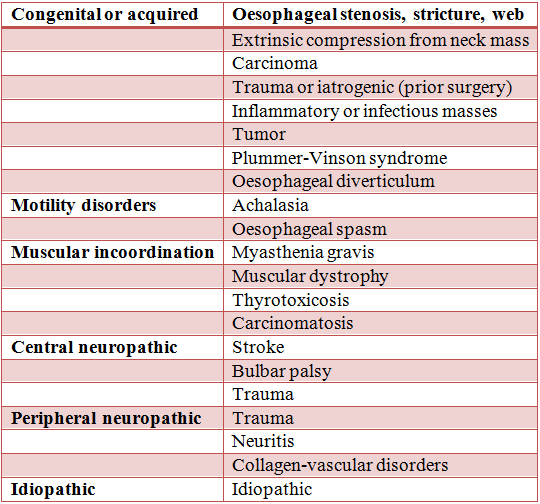 Congenital or acquired Oesophageal stenosis, stricture, web
Extrinsic compression from neck mass
Carcinoma
Trauma or iatrogenic (prior surgery)
Inflammatory or infectious masses
Tumor
Plummer-Vinson syndrome
Oesophageal diverticulum
Motility disorders Achalasia
Oesophageal spasm
Muscular incoordination Myasthenia gravis
Muscular dystrophy
Thyrotoxicosis
Carcinomatosis
Central neuropathic Stroke
Bulbar palsy
Trauma
Peripheral neuropathic Trauma
Neuritis
Collagen-vascular disorders
Idiopathic Idiopathic